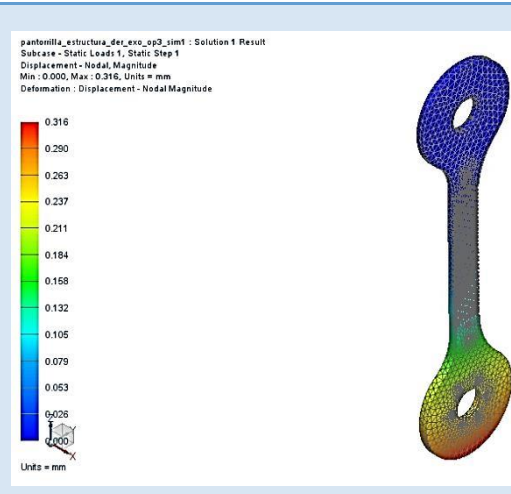 pantorrilla_estructura_der_exo_op3_sim1 : Solution 1 Result
Subcase - Static Loads 1, Static Step 1
Displacement - Nodal, Magnitude
Min : 0.000, Max : 0.316, Units = mm
Deformation : Displacement - Nodal Magnitude
0.316
0.290
0.263
0.237
0.211
0.184
0.158
0.132
0.105
0.079
0.053
0.026
0.000
X
Units = mm